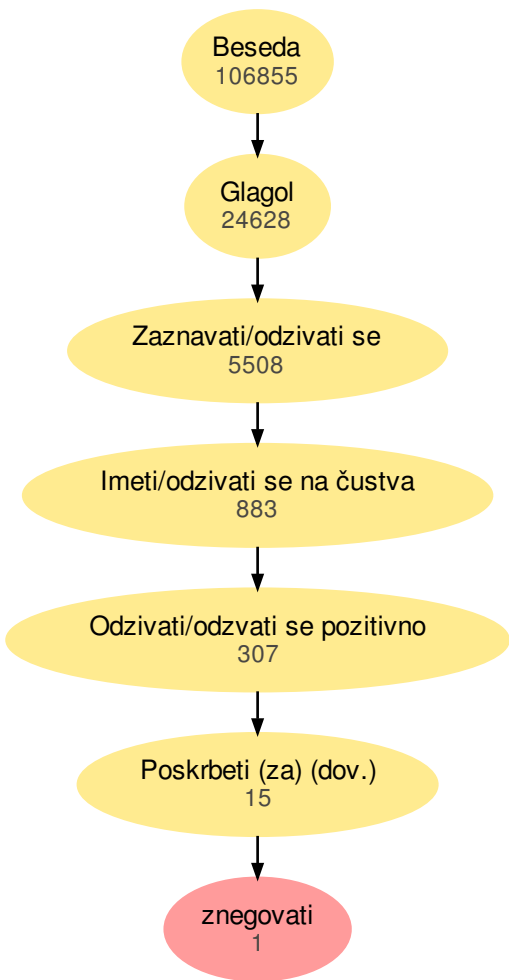 Beseda
106855
Glagol
24628
Zaznavati/odzivati se
5508
Imeti/odzivati se na čustva
883
Odzivati/odzvati se pozitivno
307
Poskrbeti (za) (dov.)
15
znegovati
1